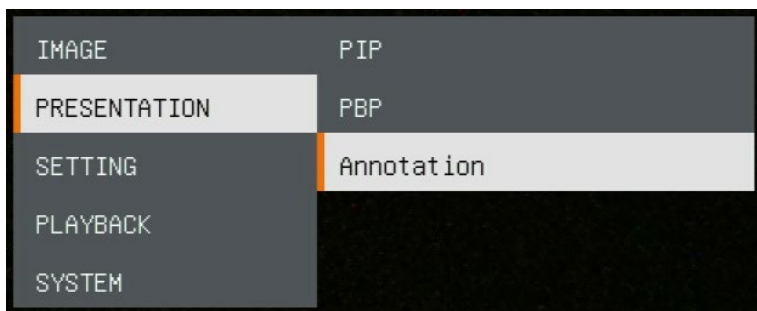 IMAGE
PRESENTATION
SETTING
PLAYBACK
SYSTEM
PIP
PBP
Annotation